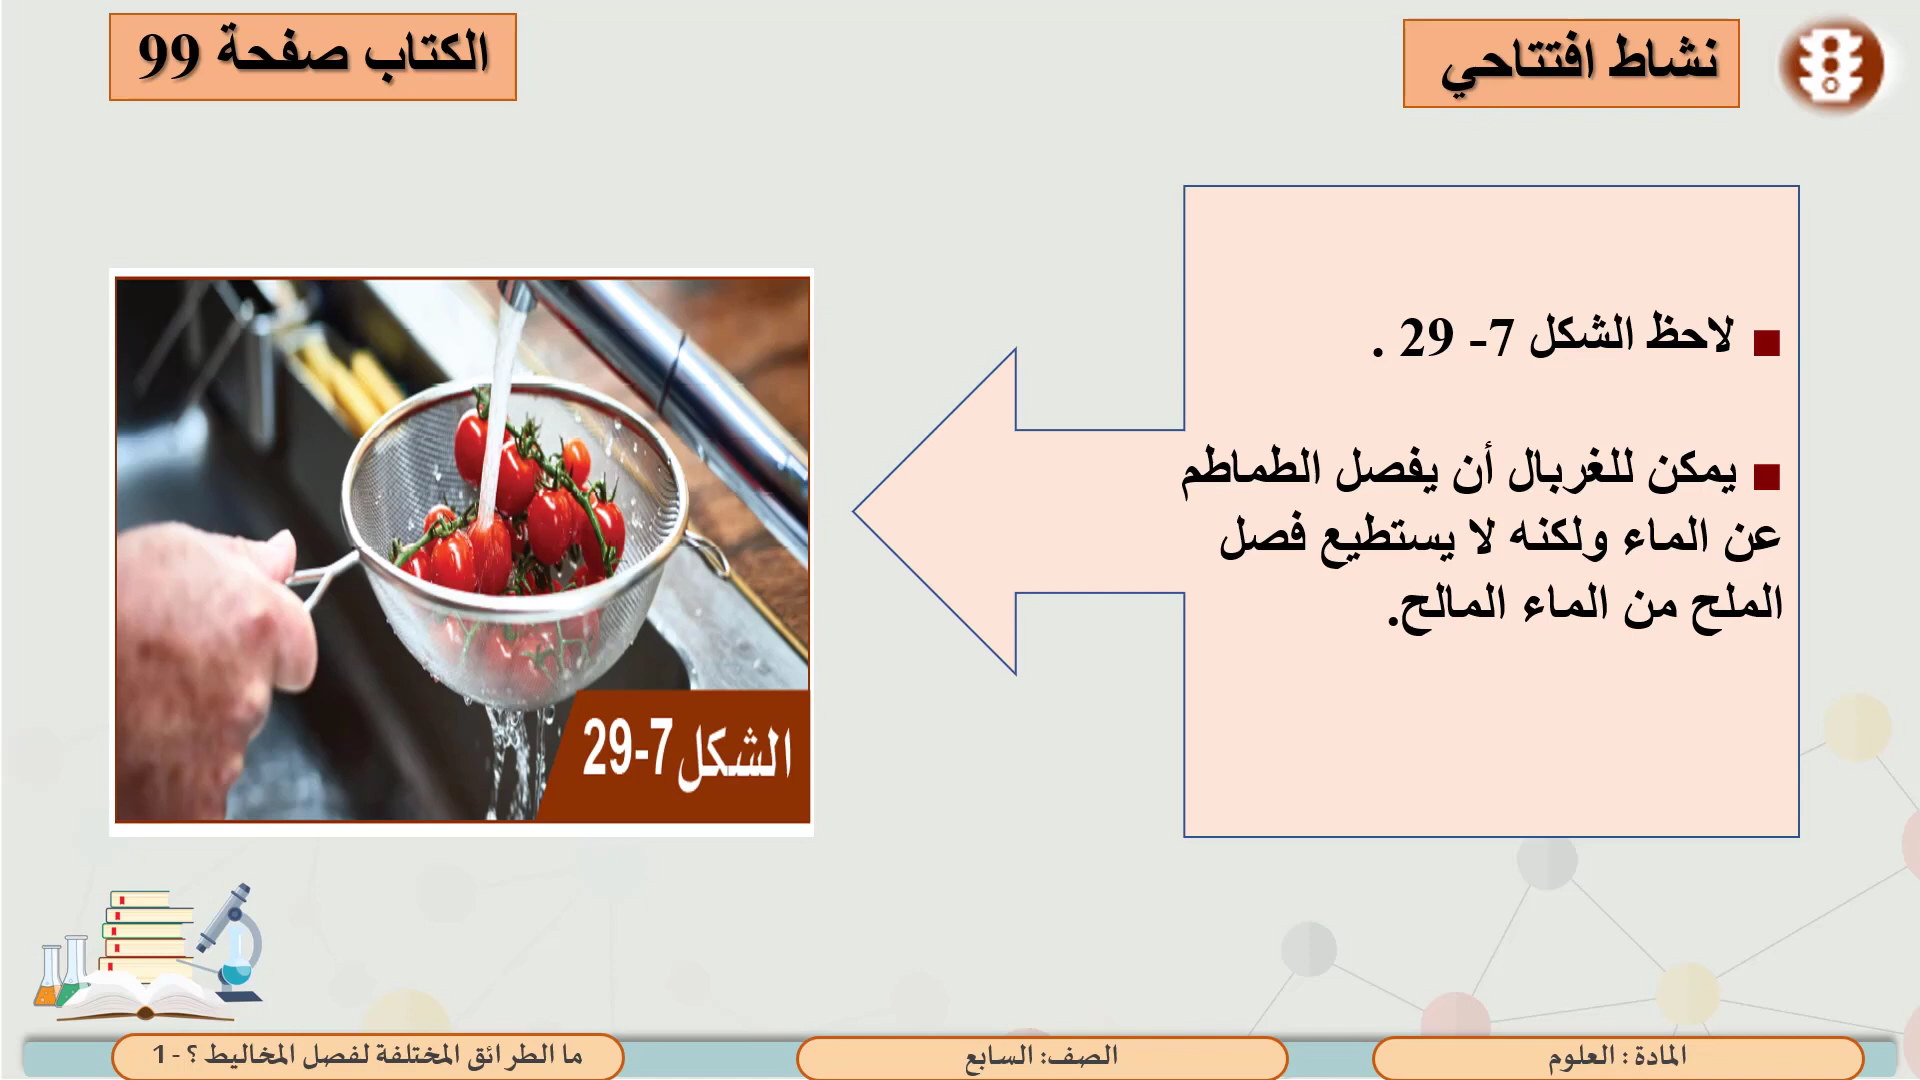 نشاط افتتاحي
الكتاب صفحة 99
لاحظ الشكل 7- 29 .
يمكن للغربال أن يفصل الطماطم
عن الماء ولكنه لا يستطيع فصل
الملح من الماء المالح.
الشكل 7-29
المادة : العلوم
الصف: السابع
ما الطرائق المختلفة لفصل المخاليط ؟ - 1